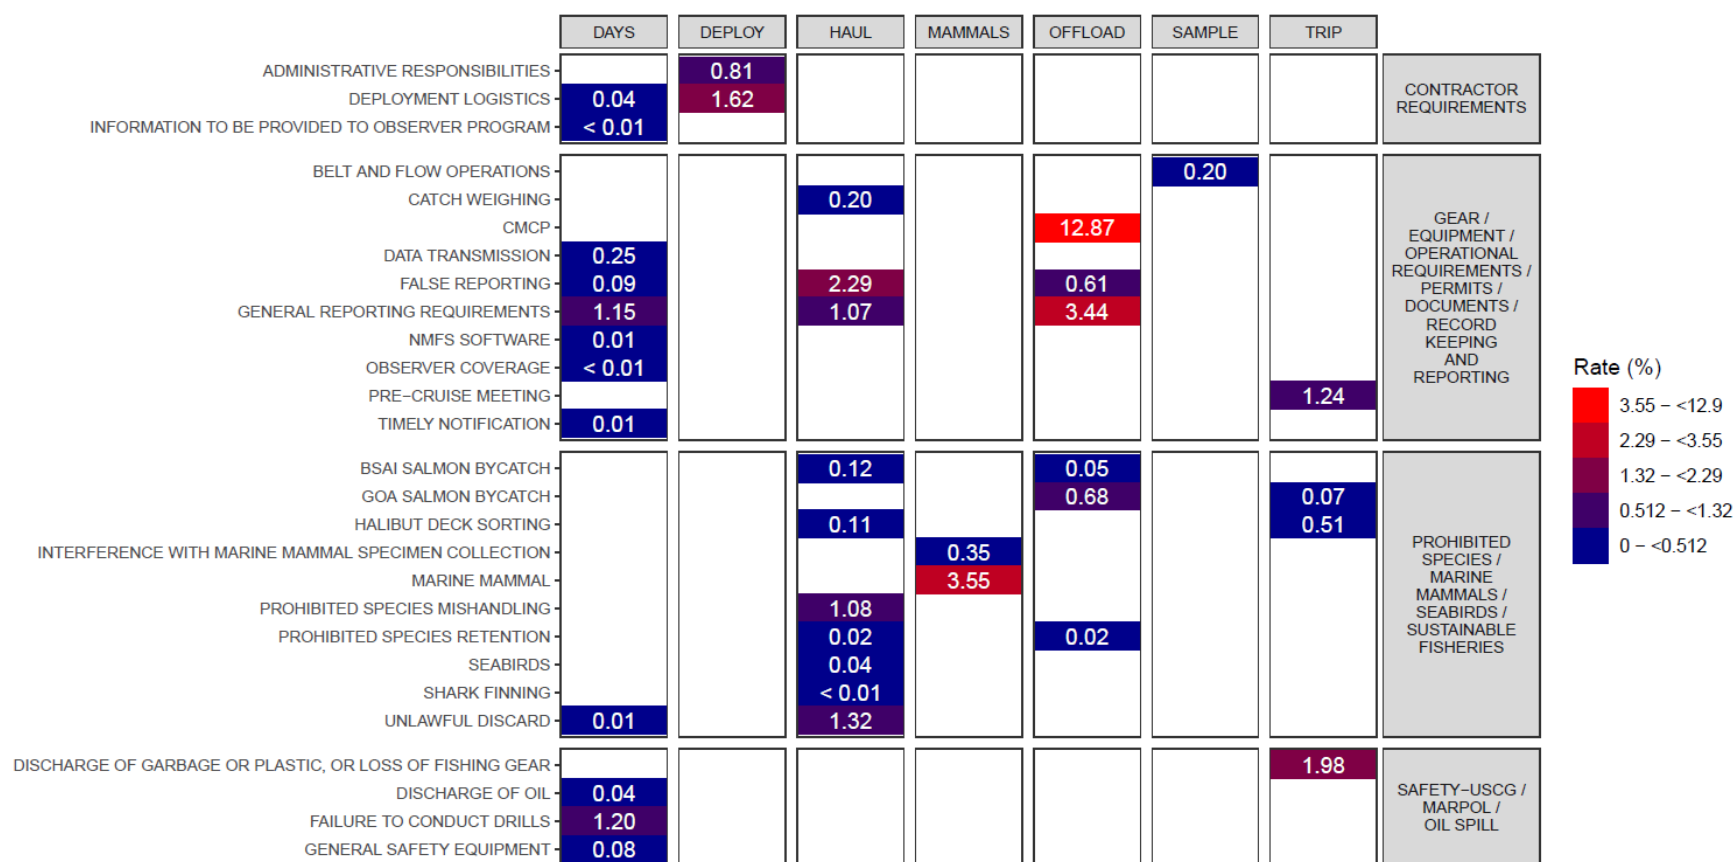 DAYS DEPLOY HAUL MAMMALS OFFLOAD SAMPLE TRIP
ADMINISTRATIVE RESPONSIBILITIES 0.81
DEPLOYMENT LOGISTICS 0.04 1.62
INFORMATION TO BE PROVIDED TO OBSERVER PROGRAM < 0.01
CONTRACTOR
REQUIREMENTS
BELT AND FLOW OPERATIONS 0.20
CATCH WEIGHING 0.20
CMCP 12.87
DATA TRANSMISSION 0.25
FALSE REPORTING 0.09 2.29 0.61
GENERAL REPORTING REQUIREMENTS 1.15 1.07 3.44
NMFS SOFTWARE 0.01
OBSERVER COVERAGE < 0.01
PRE−CRUISE MEETING 1.24
TIMELY NOTIFICATION 0.01
GEAR /
EQUIPMENT /
OPERATIONAL
REQUIREMENTS /
PERMITS /
DOCUMENTS /
RECORD
KEEPING
AND
REPORTING
BSAI SALMON BYCATCH 0.12 0.05
GOA SALMON BYCATCH 0.68 0.07
HALIBUT DECK SORTING 0.11 0.51
INTERFERENCE WITH MARINE MAMMAL SPECIMEN COLLECTION 0.35
MARINE MAMMAL 3.55
PROHIBITED SPECIES MISHANDLING 1.08
PROHIBITED SPECIES RETENTION 0.02 0.02
SEABIRDS 0.04
SHARK FINNING < 0.01
UNLAWFUL DISCARD 0.01 1.32
PROHIBITED
SPECIES /
MARINE
MAMMALS /
SEABIRDS /
SUSTAINABLE
FISHERIES
DISCHARGE OF GARBAGE OR PLASTIC, OR LOSS OF FISHING GEAR 1.98
DISCHARGE OF OIL 0.04
FAILURE TO CONDUCT DRILLS 1.20
GENERAL SAFETY EQUIPMENT 0.08
SAFETY−USCG /
MARPOL /
OIL SPILL
Rate (%)
3.55 − <12.9
2.29 − <3.55
1.32 − <2.29
0.512 − <1.32
0 − <0.512